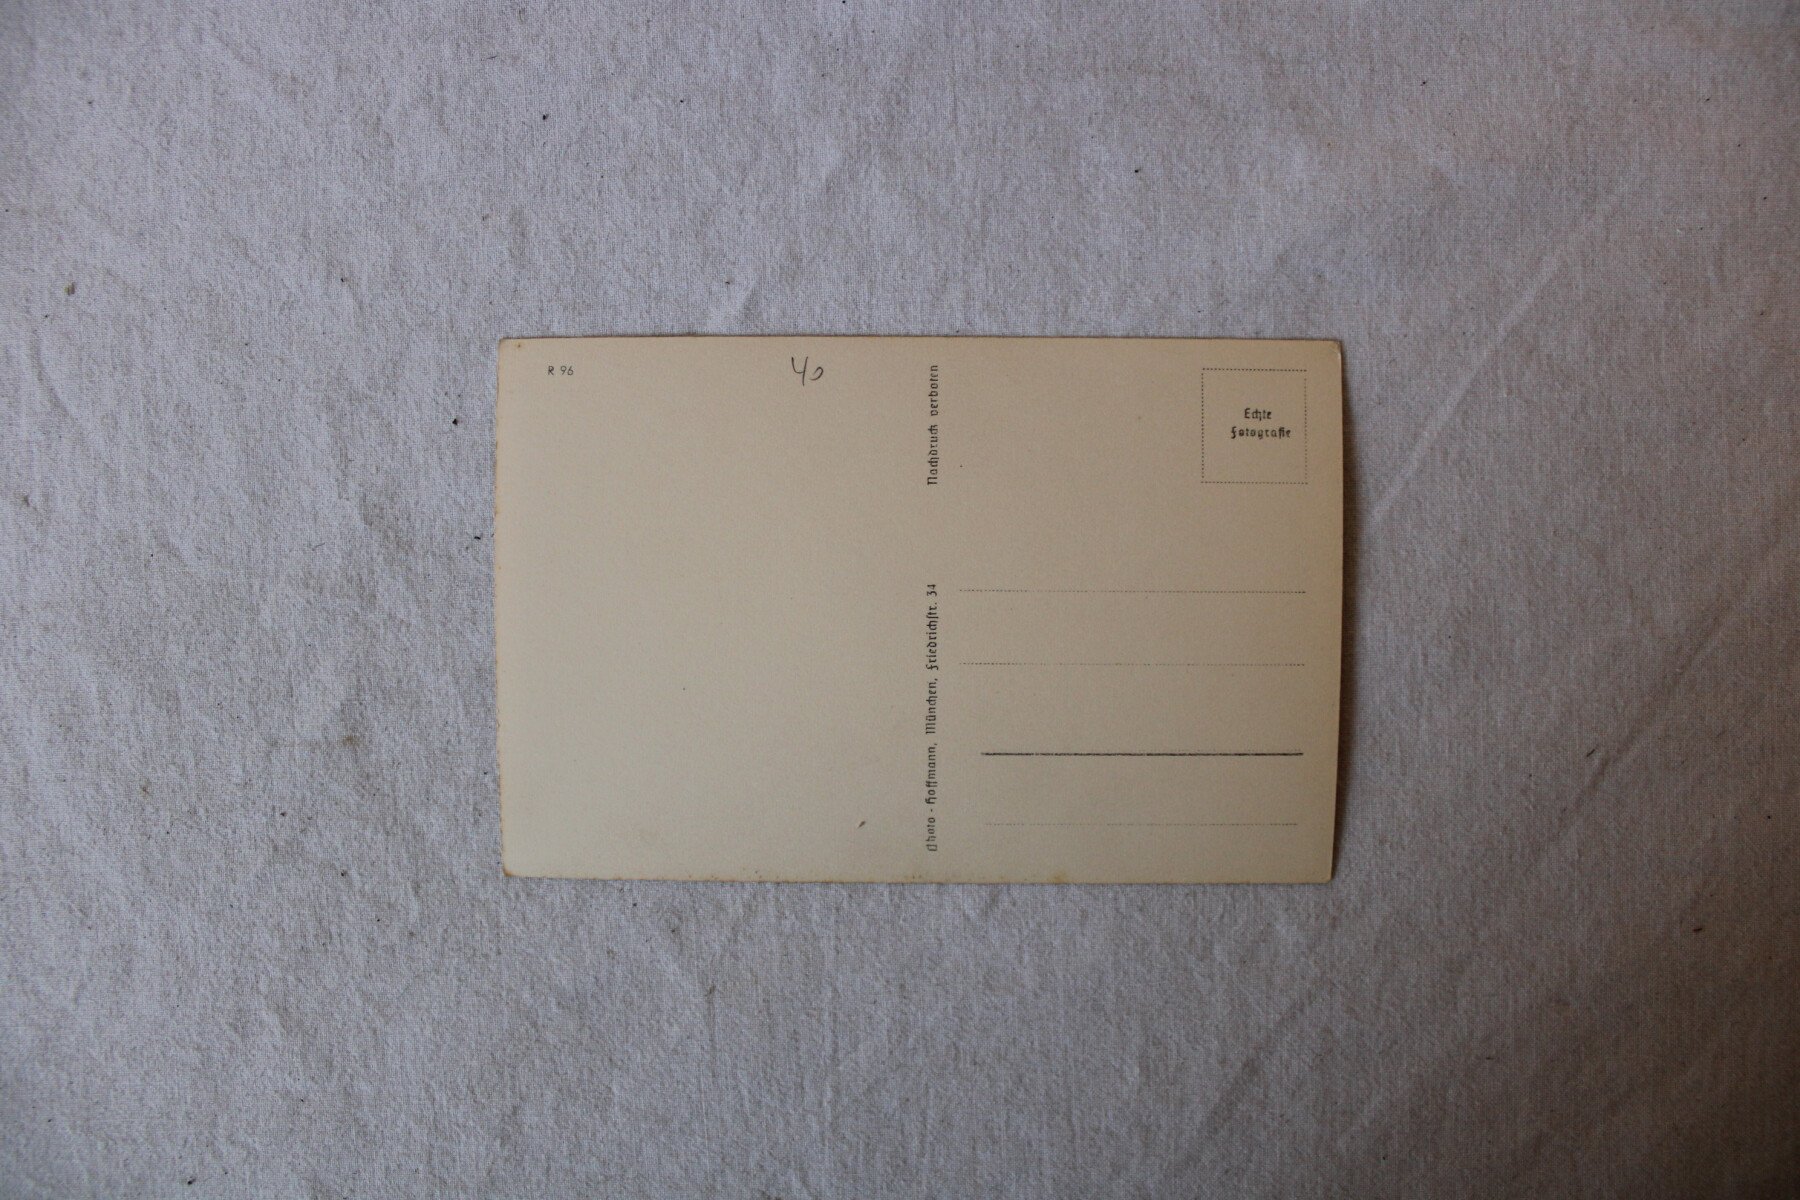 R 96
40
Nachdruck verboten
Photo - Hoffmann, München, Friedrichstr. 34
Echte
Fotografie